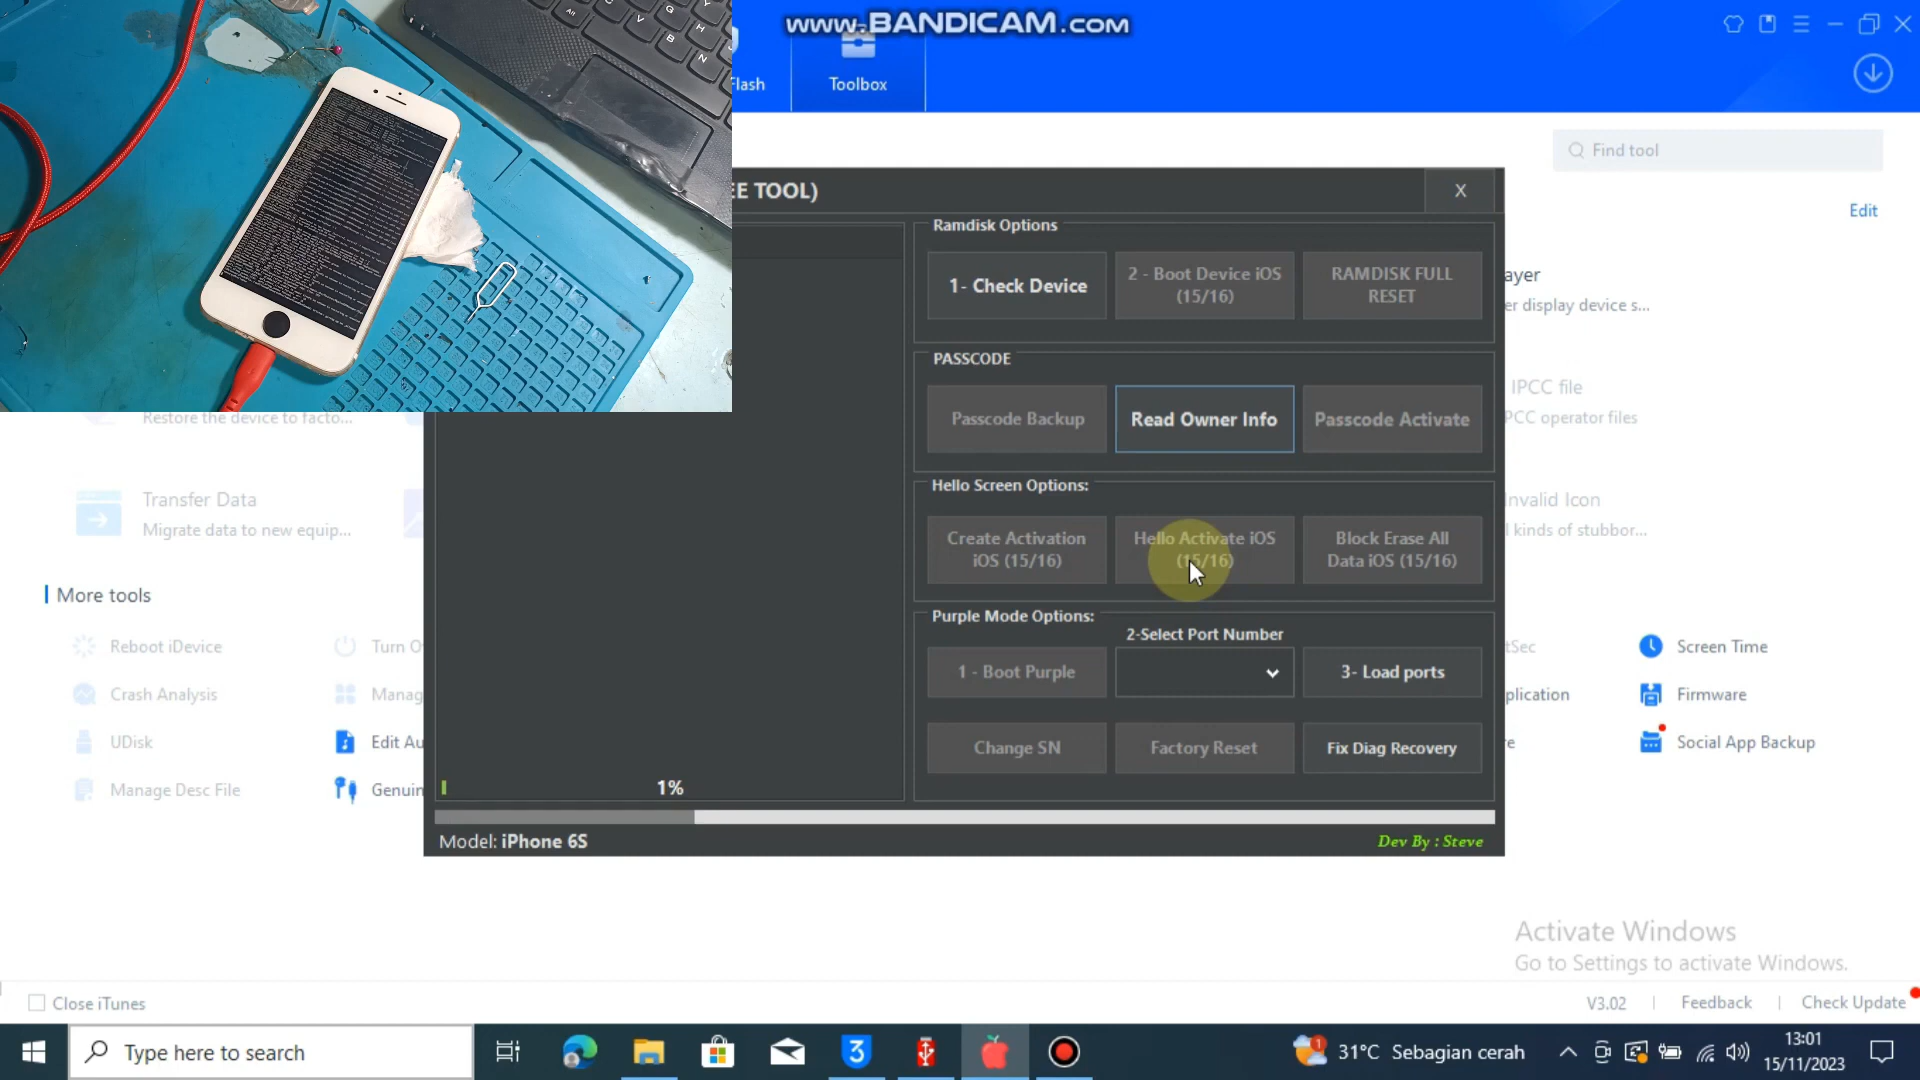 www.BANDICAM.com
Flash
Toolbox
Find tool
Edit
EE TOOL)
X
Ramdisk Options
1- Check Device
2 - Boot Device iOS
(15/16)
RAMDISK FULL
RESET
PASSCODE
Passcode Backup
Read Owner Info
Passcode Activate
Hello Screen Options:
Create Activation
iOS (15/16)
Hello Activate iOS
(15/16)
Block Erase All
Data iOS (15/16)
Purple Mode Options:
2-Select Port Number
1 - Boot Purple
3- Load ports
Change SN
Factory Reset
Fix Diag Recovery
1%
Model: iPhone 6S
Dev By : Steve
ayer
er display device s...
IPCC file
PCC operator files
Invalid Icon
l kinds of stubbor...
Restore the device to facto...
Transfer Data
Migrate data to new equip...
More tools
Reboot iDevice
Turn O
Crash Analysis
Manag
UDisk
Edit Au
Manage Desc File
Genuin
tSec
Screen Time
plication
Firmware
re
Social App Backup
Activate Windows
Go to Settings to activate Windows.
Close iTunes
V3.02
Feedback
Check Update
Type here to search
3
31°C Sebagian cerah
13:01
15/11/2023